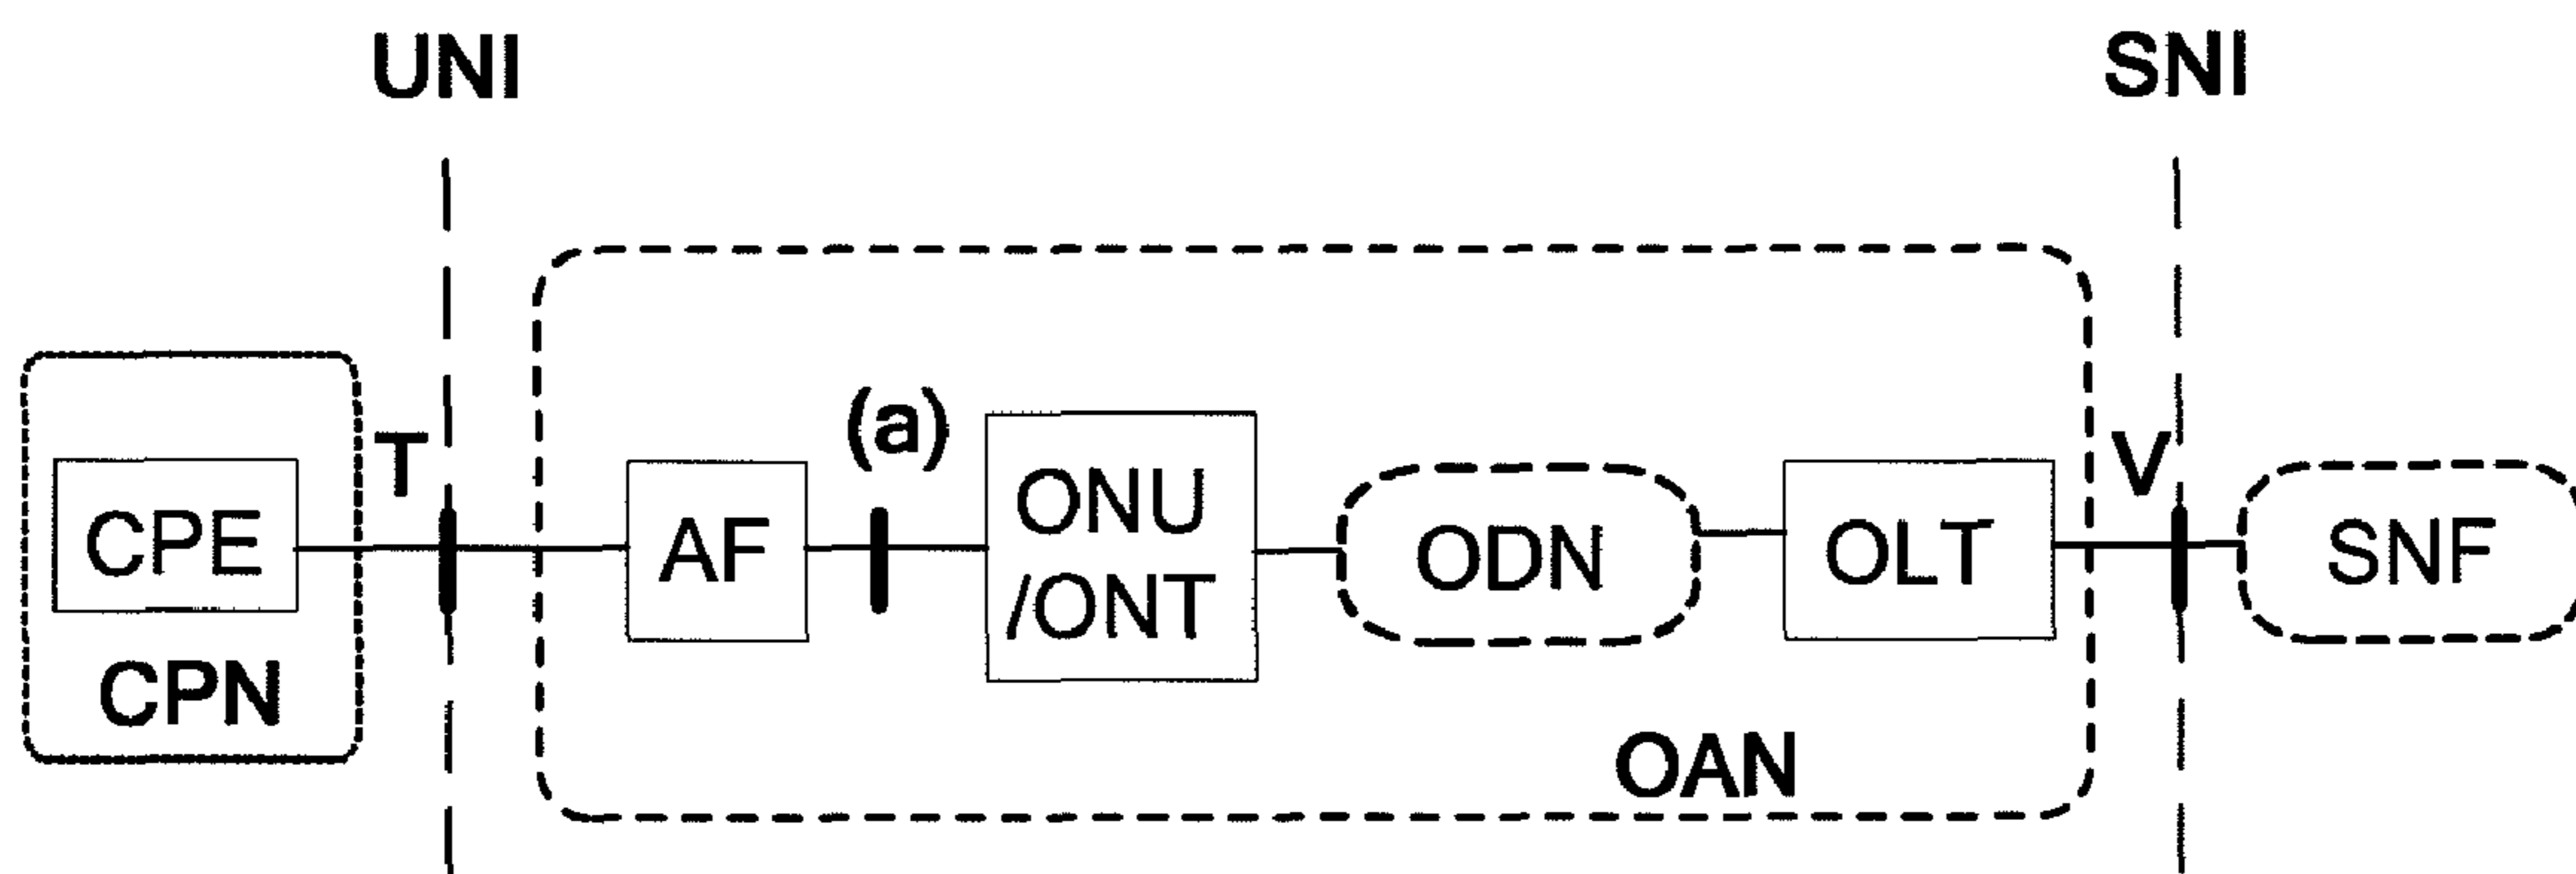 UNI
SNI
(a)
T
V
CPE
AF
ONU
/ONT
ODN
OLT
SNF
CPN
OAN